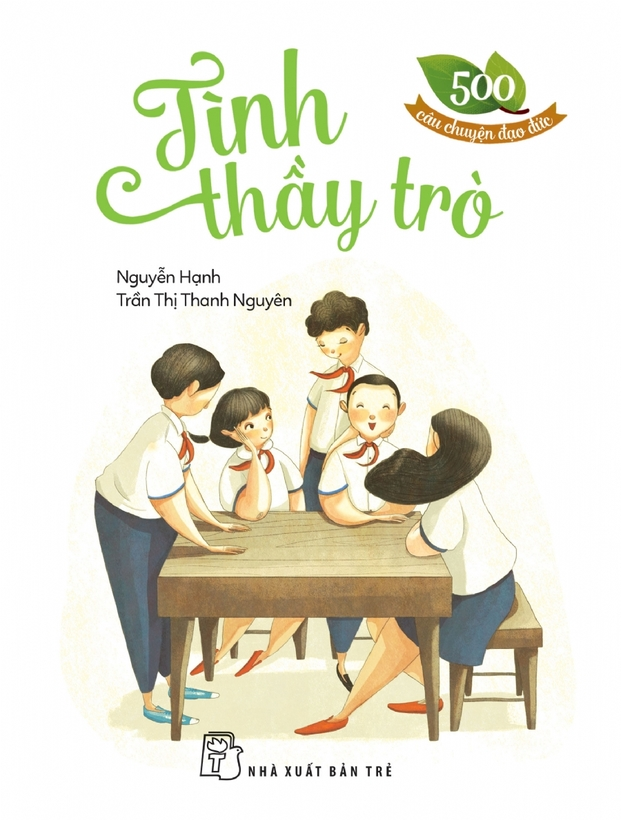 500
câu chuyện đạo đức
Tình
thầy trò
Nguyễn Hạnh
Trần Thị Thanh Nguyên
T
NHÀ XUẤT BẢN TRẺ